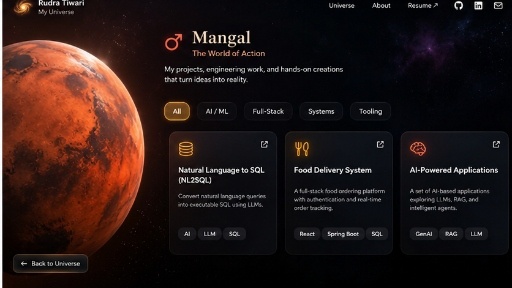 Rudra Tiwari
My Universe
Universe
About
Resume ↗
Mangal
The World of Action
My projects, engineering work, and hands-on creations
that turn ideas into reality.
All
AI / ML
Full-Stack
Systems
Tooling
Natural Language to SQL
(NL2SQL)
Convert natural language queries
into executable SQL using LLMs.
AI
LLM
SQL
Food Delivery System
A full-stack food ordering platform
with authentication and real-time
order tracking.
React
Spring Boot
SQL
AI-Powered Applications
A set of AI-based applications
exploring LLMs, RAG, and
intelligent agents.
GenAI
RAG
LLM
← Back to Universe